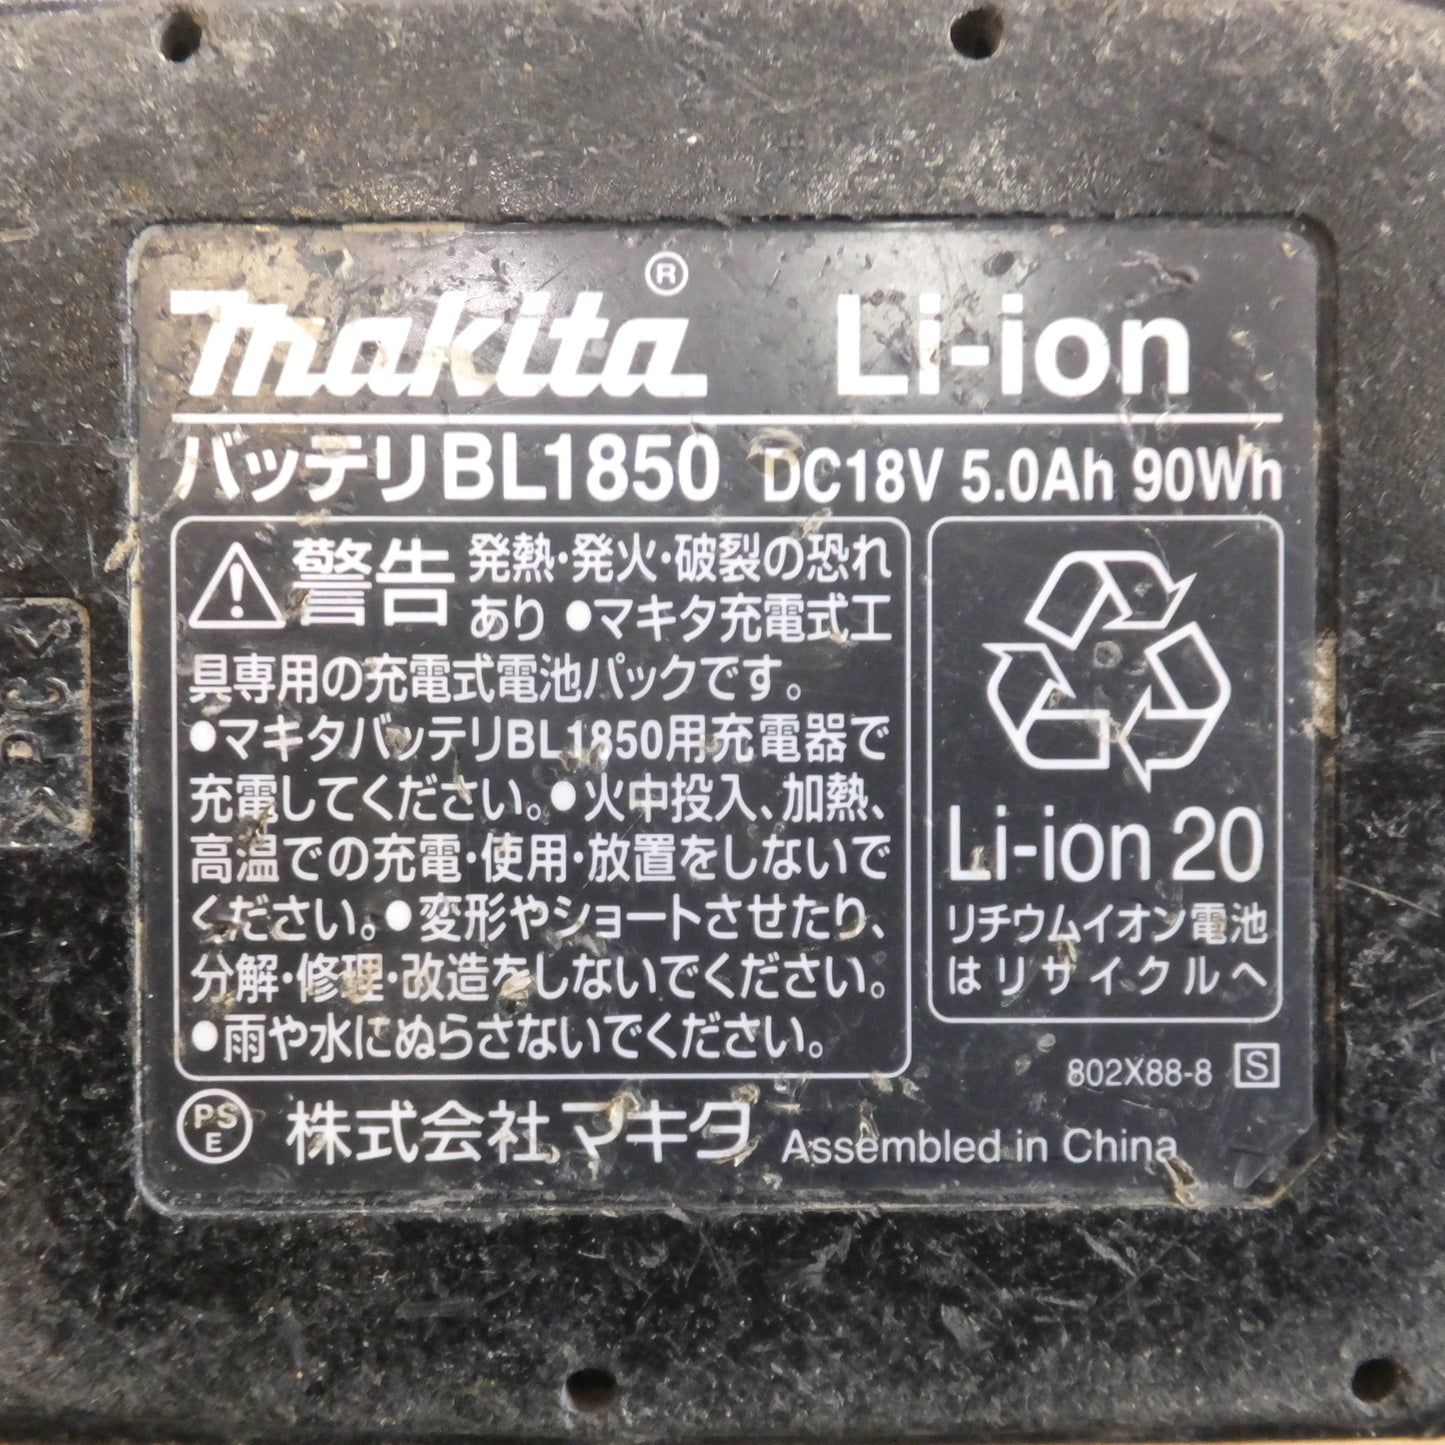 makita® Li-ion
バッテリBL1850 DC18V 5.0Ah 90Wh
警告 発熱・発火・破裂の恐れ
あり ●マキタ充電式工
具専用の充電式電池パックです。
●マキタバッテリBL1850用充電器で
充電してください。●火中投入、加熱、
高温での充電・使用・放置をしないで
ください。●変形やショートさせたり、
分解・修理・改造をしないでください。
●雨や水にぬらさないでください。
Li-ion 20
リチウムイオン電池
はリサイクルへ
802X88-8 S
PS
E
株式会社マキタ Assembled in China
>PC<